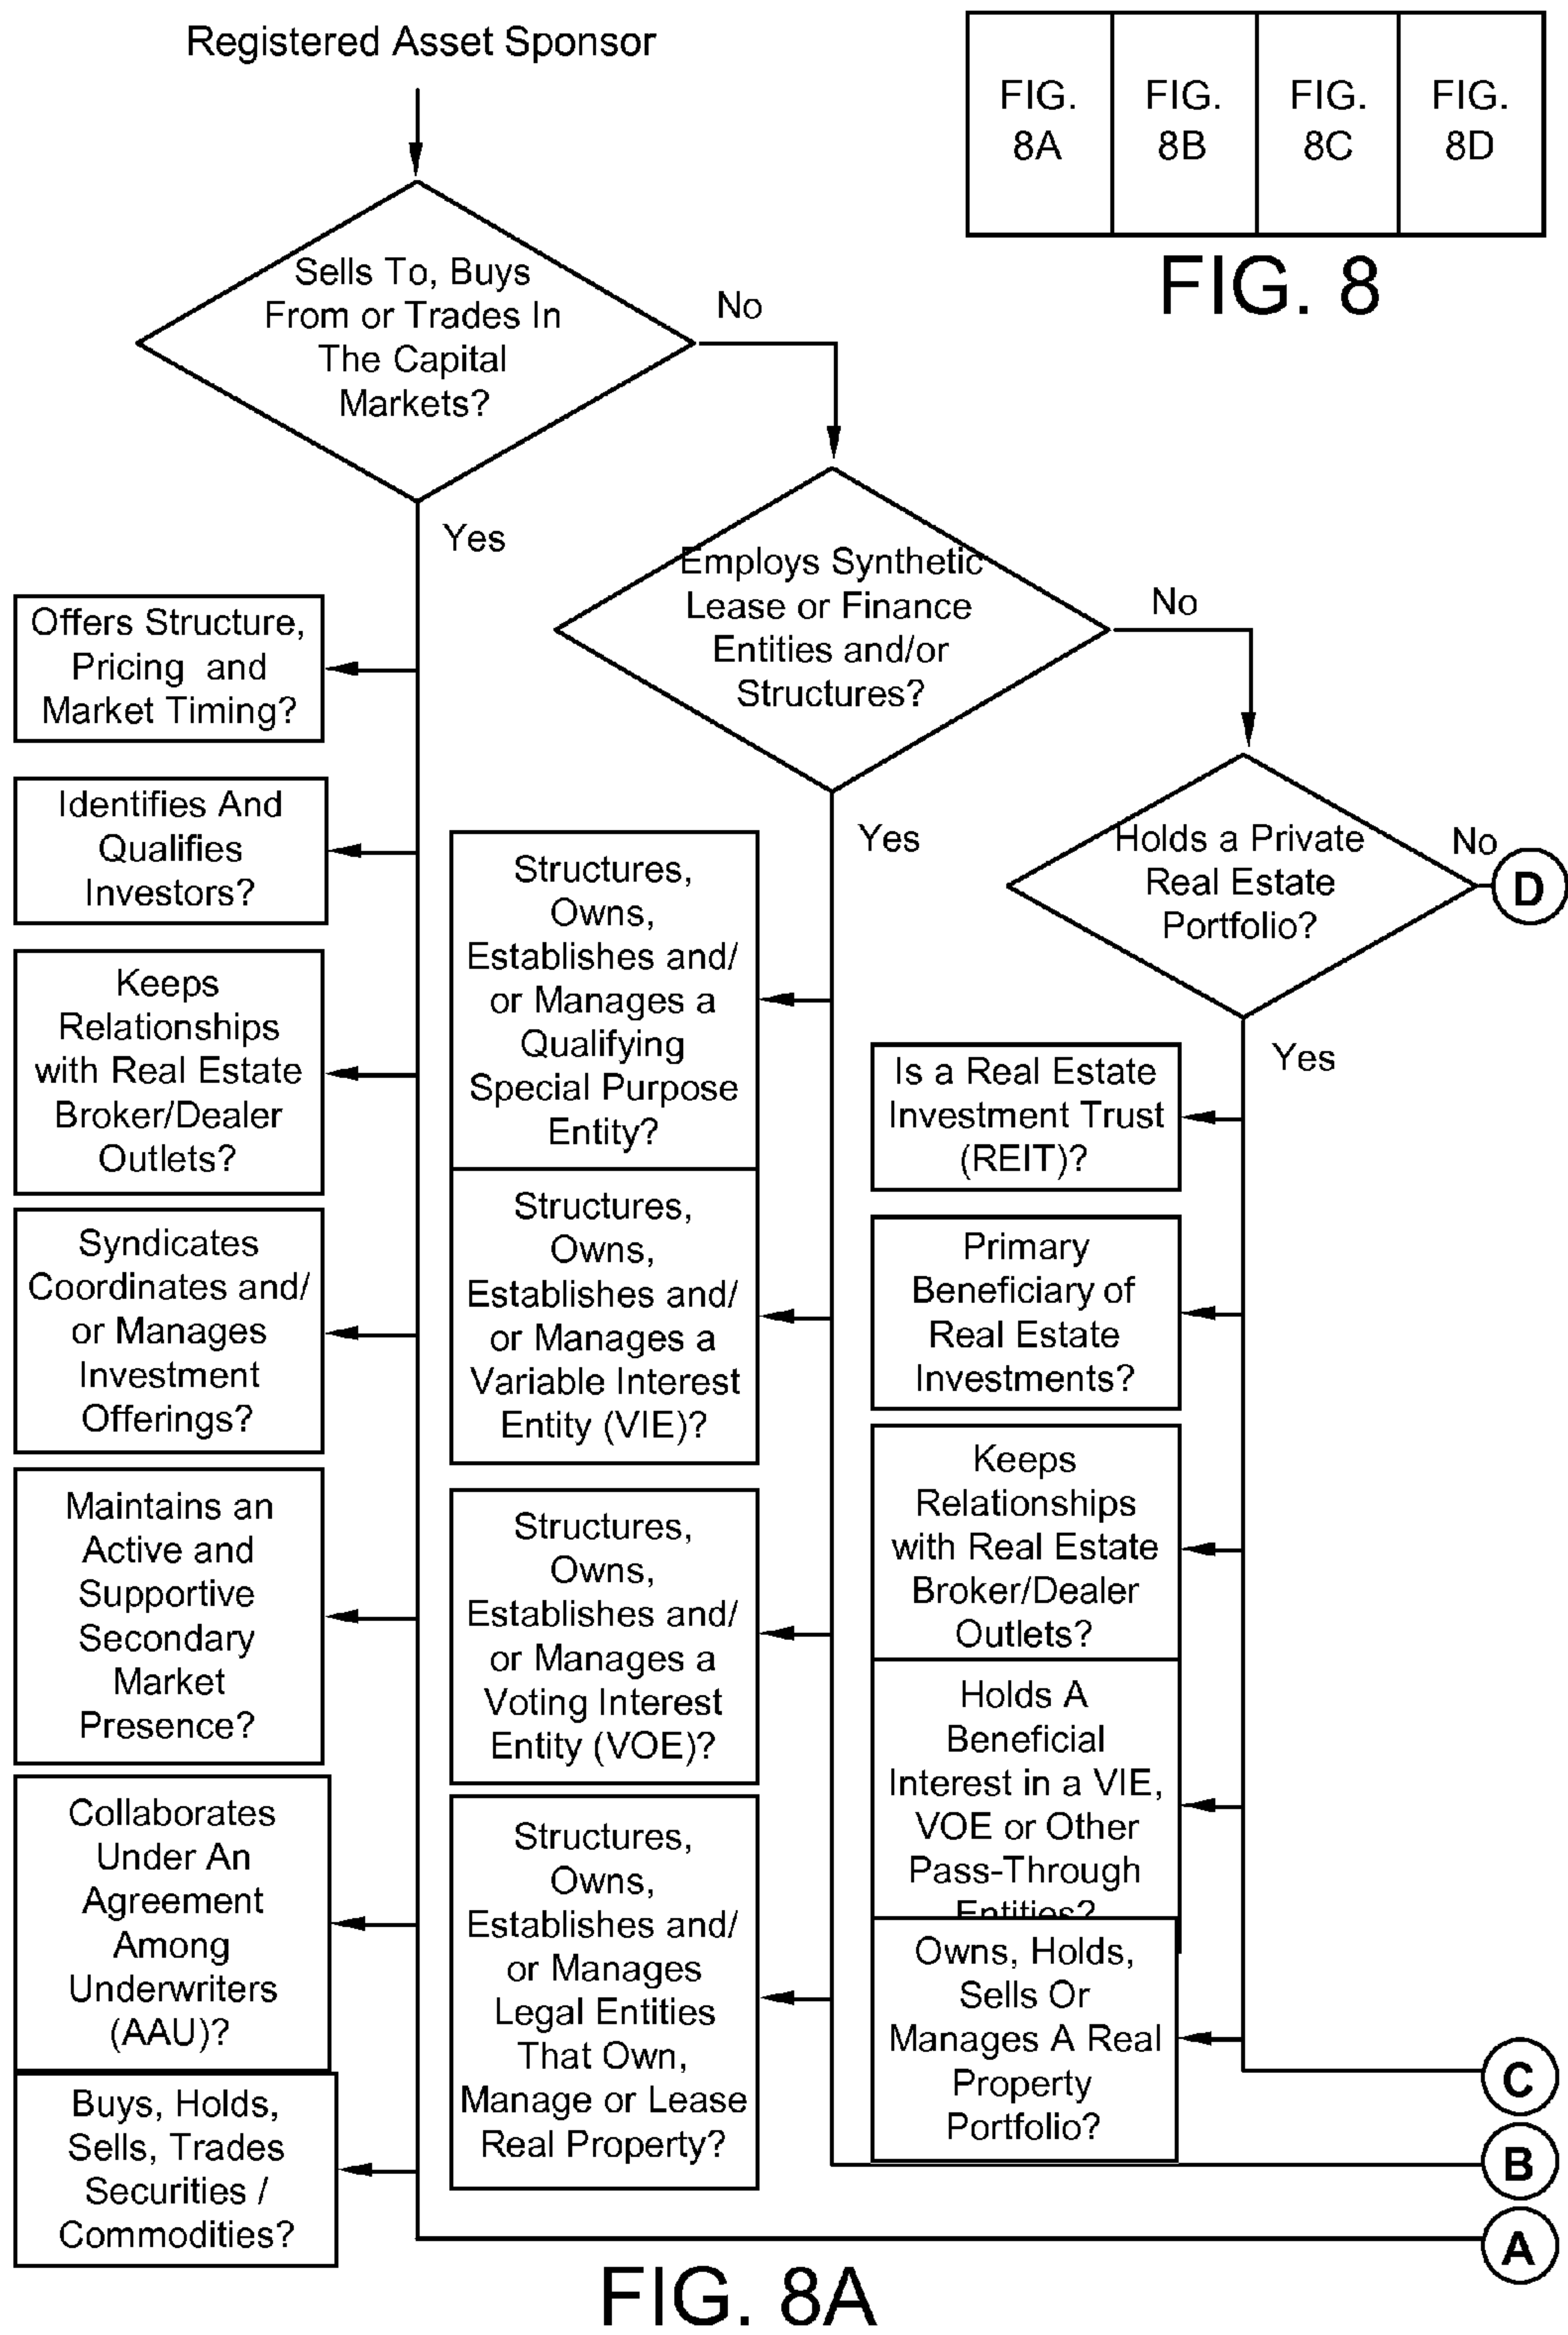 Registered Asset Sponsor
FIG.
8A
FIG.
8B
FIG.
8C
FIG.
8D
FIG. 8
Sells To, Buys
From or Trades In
The Capital
Markets?
No
Yes
Employs Synthetic
Lease or Finance
Entities and/or
Structures?
No
Yes
Holds a Private
Real Estate
Portfolio?
No
D
Yes
Offers Structure,
Pricing and
Market Timing?
Identifies And
Qualifies
Investors?
Keeps
Relationships
with Real Estate
Broker/Dealer
Outlets?
Syndicates
Coordinates and/
or Manages
Investment
Offerings?
Maintains an
Active and
Supportive
Secondary
Market
Presence?
Collaborates
Under An
Agreement
Among
Underwriters
(AAU)?
Buys, Holds,
Sells, Trades
Securities /
Commodities?
Structures,
Owns,
Establishes and/
or Manages a
Qualifying
Special Purpose
Entity?
Structures,
Owns,
Establishes and/
or Manages a
Variable Interest
Entity (VIE)?
Structures,
Owns,
Establishes and/
or Manages a
Voting Interest
Entity (VOE)?
Structures,
Owns,
Establishes and/
or Manages
Legal Entities
That Own,
Manage or Lease
Real Property?
Is a Real Estate
Investment Trust
(REIT)?
Primary
Beneficiary of
Real Estate
Investments?
Keeps
Relationships
with Real Estate
Broker/Dealer
Outlets?
Holds A
Beneficial
Interest in a VIE,
VOE or Other
Pass-Through
Entities?
Owns, Holds,
Sells Or
Manages A Real
Property
Portfolio?
C
B
A
FIG. 8A